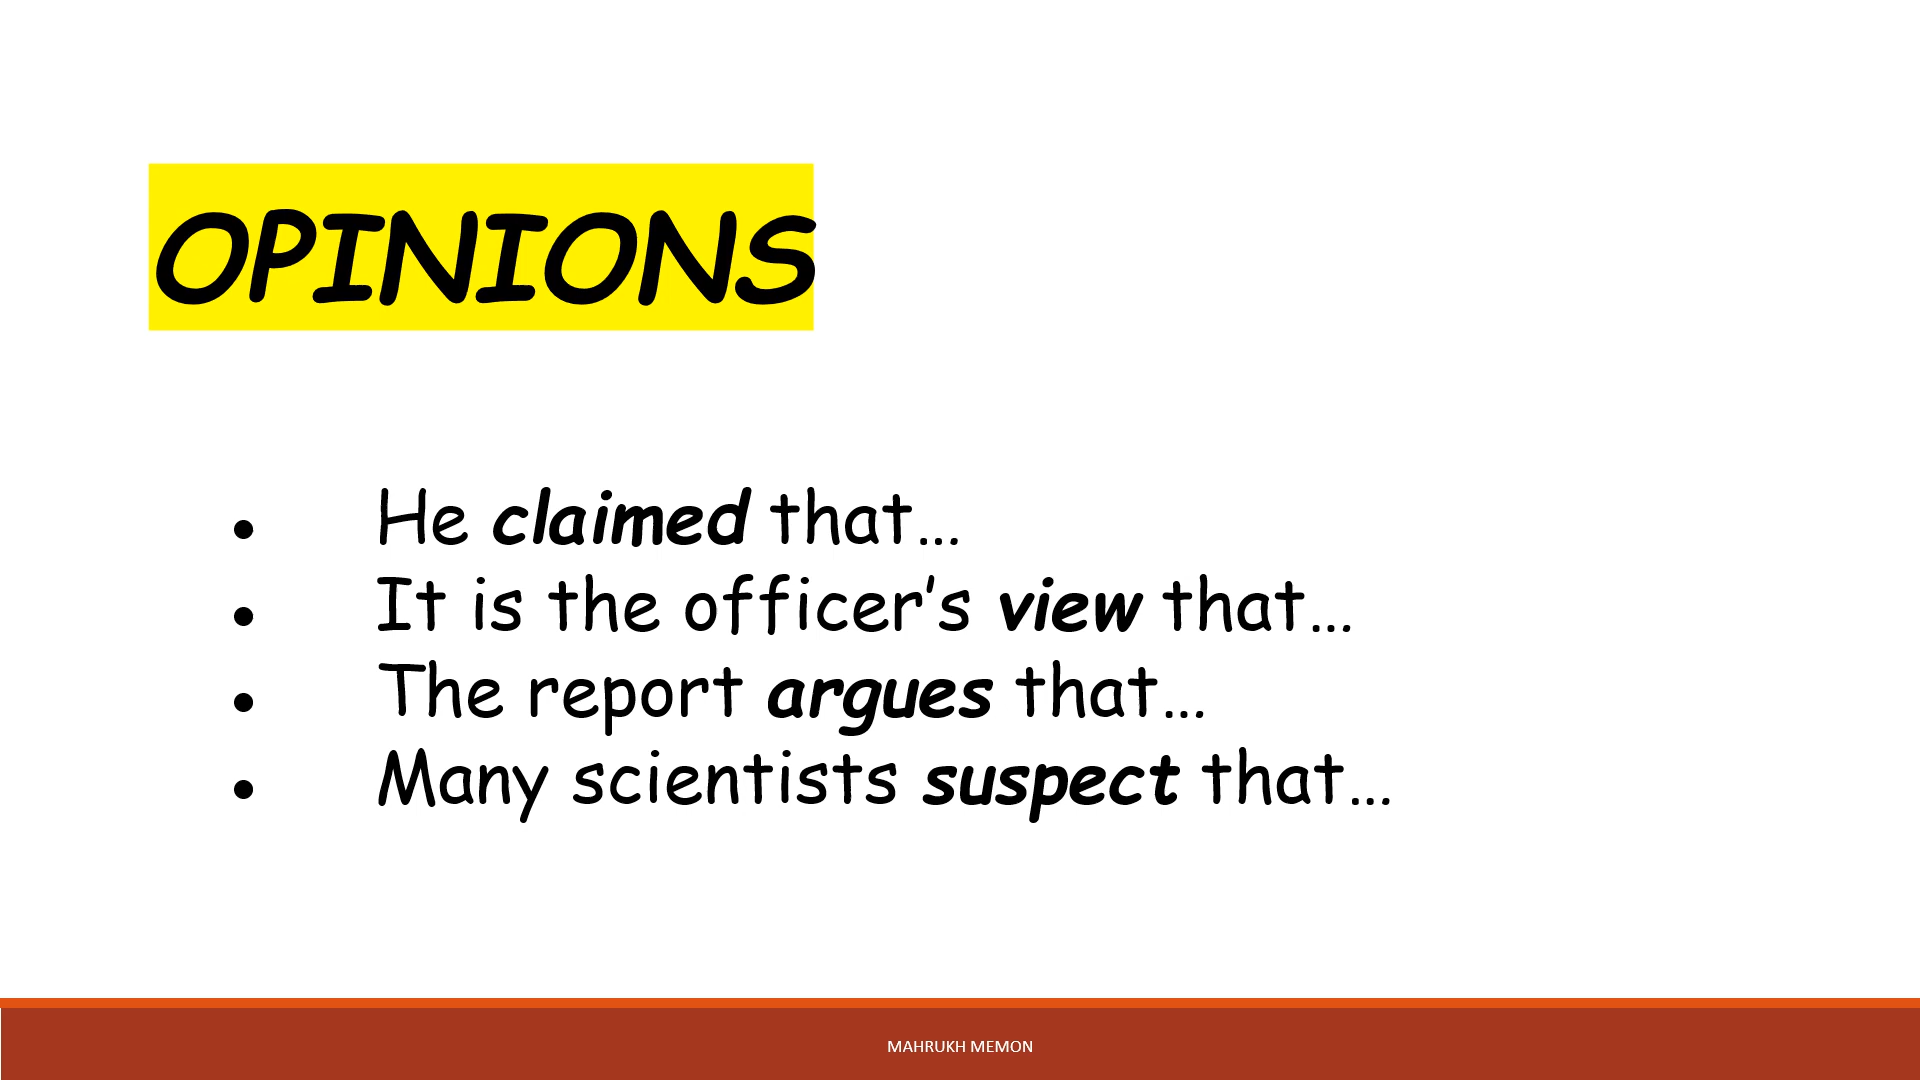 OPINIONS
• He claimed that...
• It is the officer’s view that...
• The report argues that...
• Many scientists suspect that...
MAHRUKH MEMON